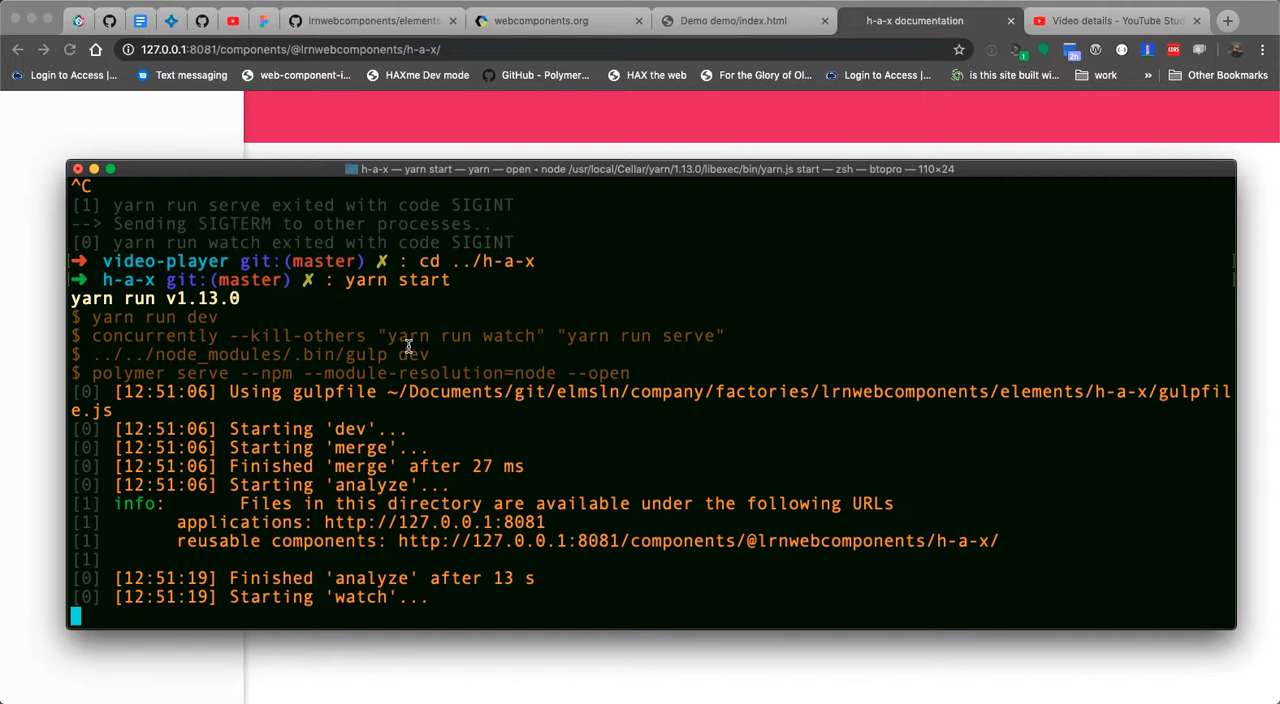 lrnwebcomponents/elements
webcomponents.org
Demo demo/index.html
h-a-x documentation
Video details - YouTube Stud
127.0.0.1:8081/components/@lrnwebcomponents/h-a-x/
Login to Access |...
Text messaging
web-component-i...
HAXme Dev mode
GitHub - Polymer...
HAX the web
For the Glory of Ol...
Login to Access |...
is this site built wi...
work
»
Other Bookmarks
h-a-x — yarn start — yarn — open • node /usr/local/Cellar/yarn/1.13.0/libexec/bin/yarn.js start — zsh — btopro — 110×24
^C
[1] yarn run serve exited with code SIGINT
--> Sending SIGTERM to other processes..
[0] yarn run watch exited with code SIGINT
➜ video-player git:(master) ✗ : cd ../h-a-x
➜ h-a-x git:(master) ✗ : yarn start
yarn run v1.13.0
$ yarn run dev
$ concurrently --kill-others "yarn run watch" "yarn run serve"
$ ../../node_modules/.bin/gulp dev
$ polymer serve --npm --module-resolution=node --open
[0] [12:51:06] Using gulpfile ~/Documents/git/elmsln/company/factories/lrnwebcomponents/elements/h-a-x/gulpfil
e.js
[0] [12:51:06] Starting 'dev'...
[0] [12:51:06] Starting 'merge'...
[0] [12:51:06] Finished 'merge' after 27 ms
[0] [12:51:06] Starting 'analyze'...
[1] info: Files in this directory are available under the following URLs
[1] applications: http://127.0.0.1:8081
[1] reusable components: http://127.0.0.1:8081/components/@lrnwebcomponents/h-a-x/
[1]
[0] [12:51:19] Finished 'analyze' after 13 s
[0] [12:51:19] Starting 'watch'...